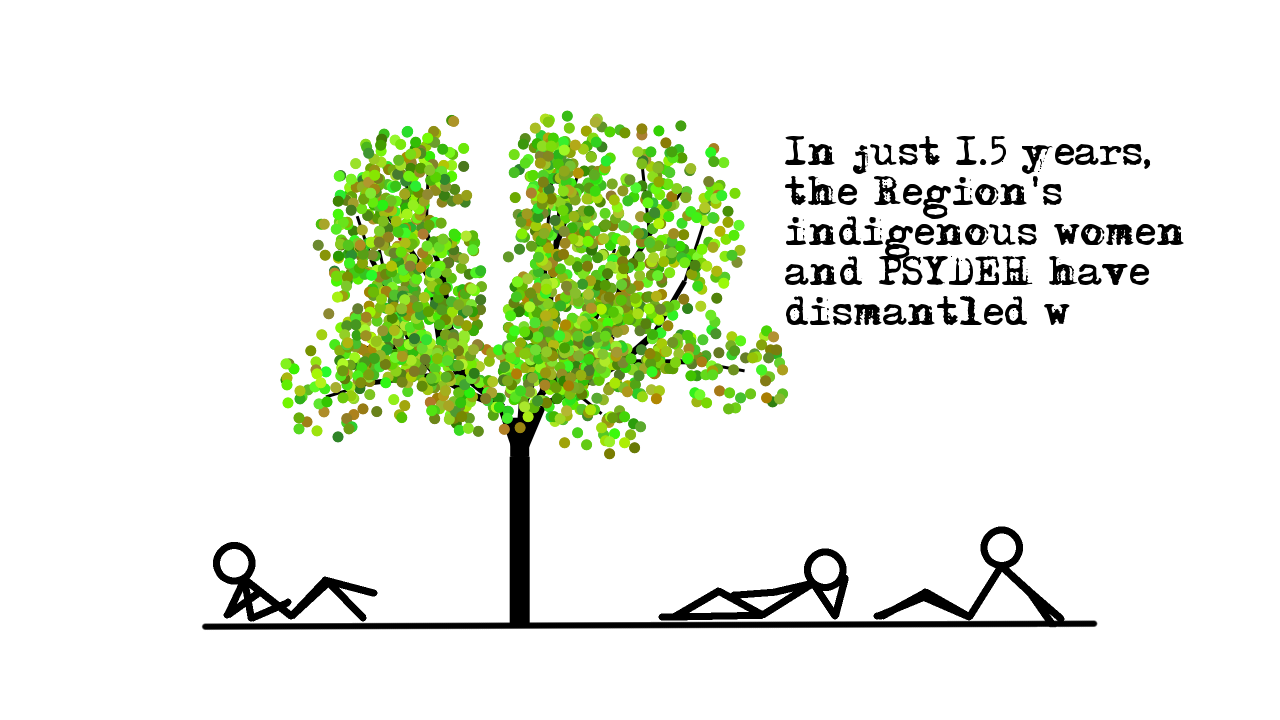 In just 1.5 years,
the Region's
indigenous women
and PSYDEH have
dismantled w